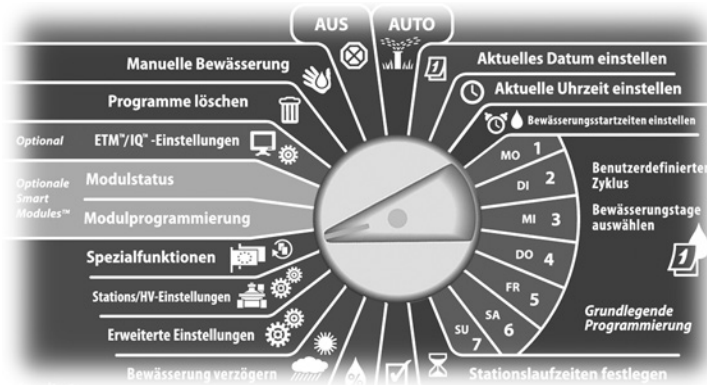 AUS
AUTO
Manuelle Bewässerung
Programme löschen
Optional
ETM™/IQ™ -Einstellungen
Optionale
Smart
Modules™
Modulstatus
Modulprogrammierung
Spezialfunktionen
Stations/HV-Einstellungen
Erweiterte Einstellungen
Bewässerung verzögern
Aktuelles Datum einstellen
Aktuelle Uhrzeit einstellen
Bewässerungsstartzeiten einstellen
MO 1
DI 2
MI 3
DO 4
FR 5
SA 6
SU 7
Benutzerdefinierter
Zyklus
Bewässerungstage
auswählen
Grundlegende
Programmierung
Stationslaufzeiten festlegen
1
1
%